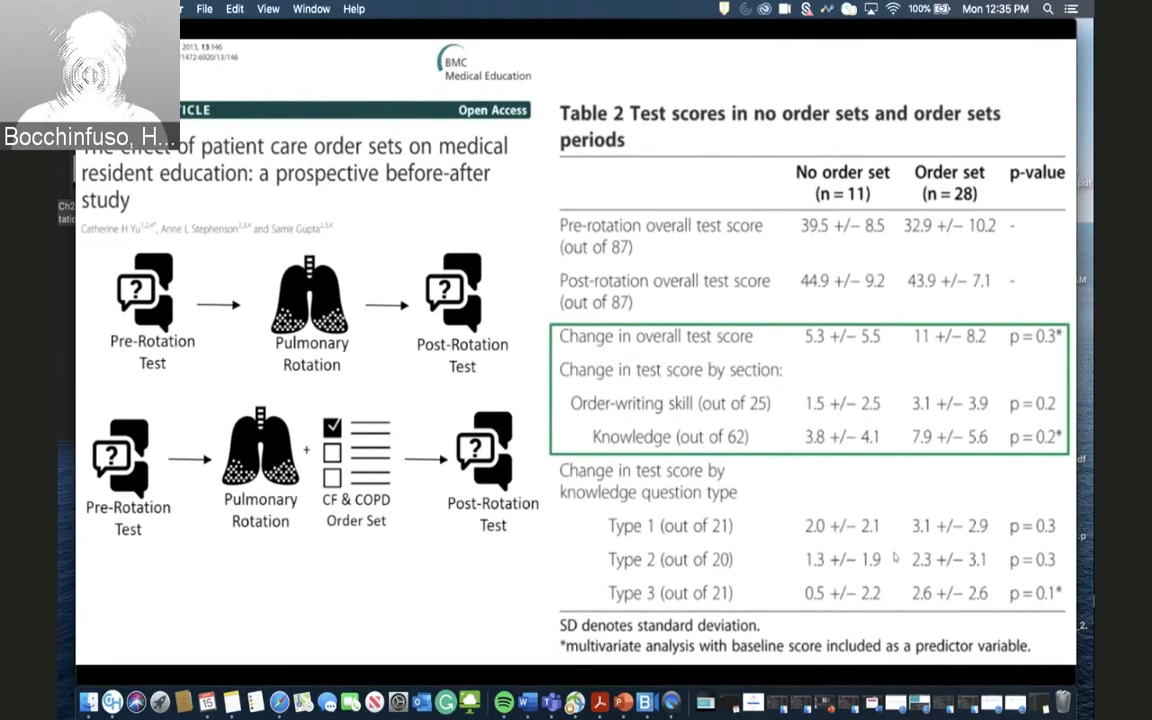 File Edit View Window Help
100%
Mon 12:35 PM
Bocchinfuso, H...
2013, 13:146
/1472-6920/13/146
BMC
Medical Education
ICLE
Open Access
The effect of patient care order sets on medical
resident education: a prospective before-after
study
Catherine H Yu, Anne L Stephenson and Samir Gupta
?
?
Pre-Rotation
Test
Pulmonary
Rotation
Post-Rotation
Test
?
+
?
Pre-Rotation
Test
Pulmonary
Rotation
CF & COPD
Order Set
Post-Rotation
Test
Table 2 Test scores in no order sets and order sets
periods
No order set
(n = 11)
Order set
(n = 28)
p-value
Pre-rotation overall test score
(out of 87)
39.5 +/− 8.5 32.9 +/− 10.2 -
Post-rotation overall test score
(out of 87)
44.9 +/− 9.2 43.9 +/− 7.1 -
Change in overall test score 5.3 +/− 5.5 11 +/− 8.2 p = 0.3*
Change in test score by section:
Order-writing skill (out of 25) 1.5 +/− 2.5 3.1 +/− 3.9 p = 0.2
Knowledge (out of 62) 3.8 +/− 4.1 7.9 +/− 5.6 p = 0.2*
Change in test score by
knowledge question type
Type 1 (out of 21) 2.0 +/− 2.1 3.1 +/− 2.9 p = 0.3
Type 2 (out of 20) 1.3 +/− 1.9 2.3 +/− 3.1 p = 0.3
Type 3 (out of 21) 0.5 +/− 2.2 2.6 +/− 2.6 p = 0.1*
SD denotes standard deviation.
*multivariate analysis with baseline score included as a predictor variable.
Ch2
tatio
pdf
AM
df
.p
_2.
15